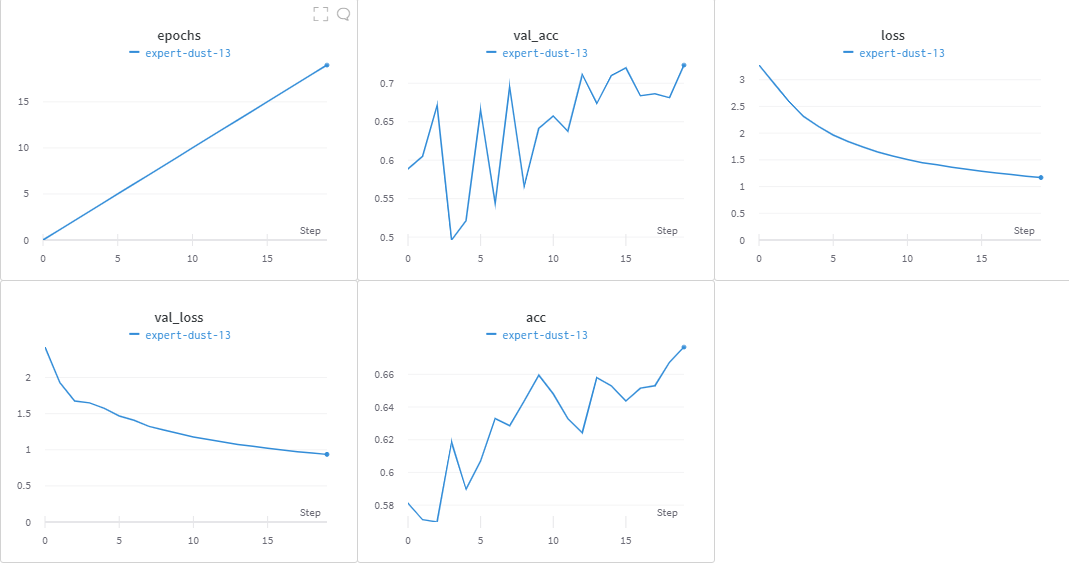 epochs
expert-dust-13
15
10
5
0
Step
0 5 10 15
val_acc
expert-dust-13
0.7
0.65
0.6
0.55
0.5
Step
0 5 10 15
loss
expert-dust-13
3
2.5
2
1.5
1
0.5
0
Step
0 5 10 15
val_loss
expert-dust-13
2
1.5
1
0.5
0
Step
0 5 10 15
acc
expert-dust-13
0.66
0.64
0.62
0.6
0.58
Step
0 5 10 15